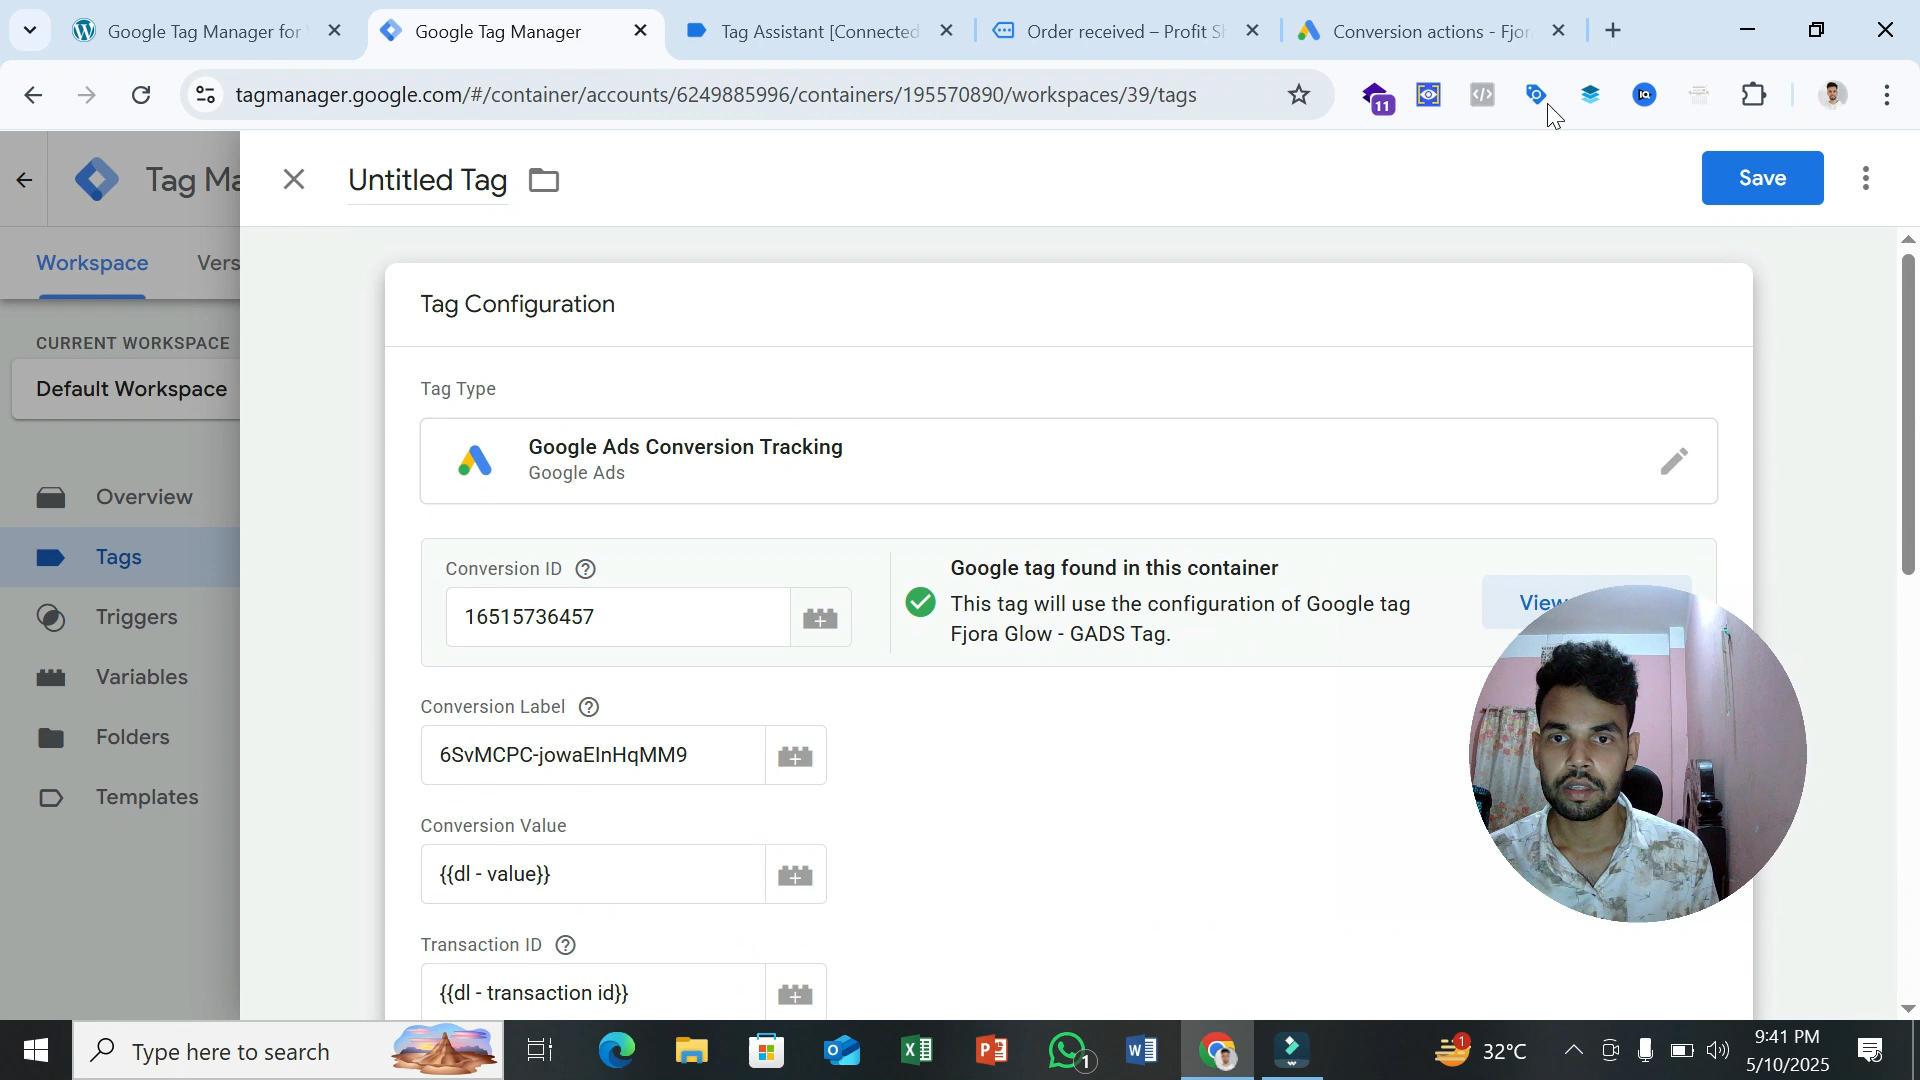 Google Tag Manager for
Google Tag Manager
Tag Assistant [Connected
Order received – Profit Sh
Conversion actions - Fjor
tagmanager.google.com/#/container/accounts/6249885996/containers/195570890/workspaces/39/tags
11
Tag Ma
Untitled Tag
Save
Workspace
Vers
CURRENT WORKSPACE
Default Workspace
Overview
Tags
Triggers
Variables
Folders
Templates
Tag Configuration
Tag Type
Google Ads Conversion Tracking
Google Ads
Conversion ID
16515736457
Google tag found in this container
This tag will use the configuration of Google tag
Fjora Glow - GADS Tag.
View
Conversion Label
6SvMCPC-jowaEInHqMM9
Conversion Value
{{dl - value}}
Transaction ID
{{dl - transaction id}}
Type here to search
1
1
32°C
9:41 PM
5/10/2025